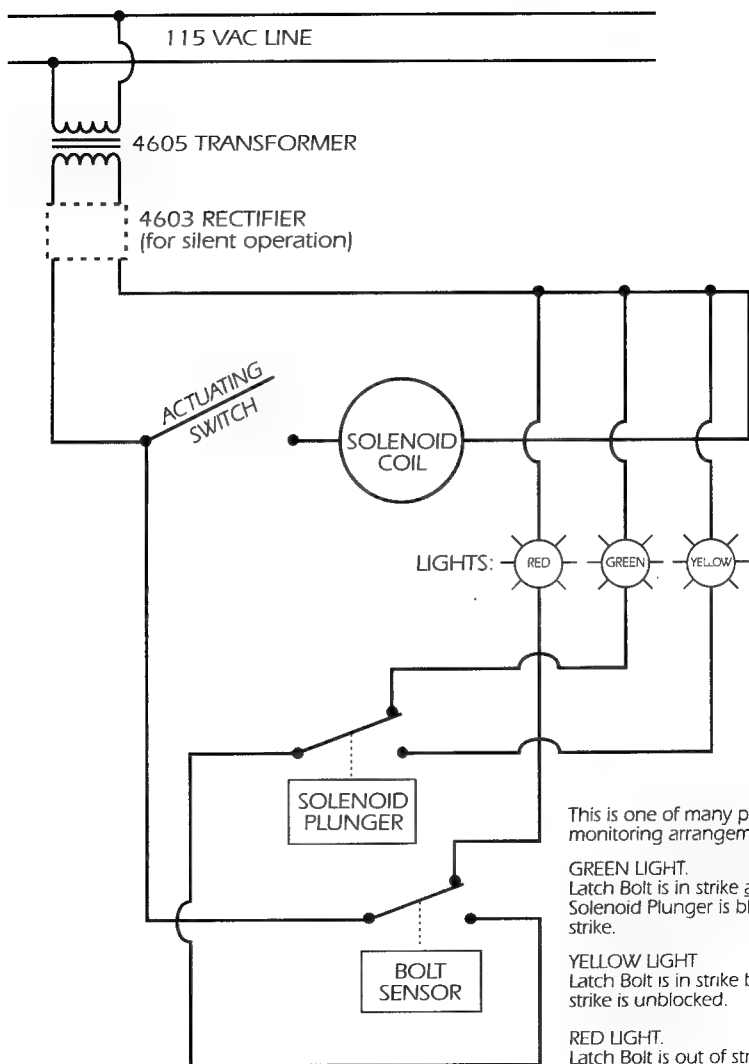 115 VAC LINE
4605 TRANSFORMER
4603 RECTIFIER
(for silent operation)
ACTUATING
SWITCH
SOLENOID
COIL
LIGHTS:
RED
GREEN
YELLOW
SOLENOID
PLUNGER
BOLT
SENSOR
This is one of many p
monitoring arrangem
GREEN LIGHT.
Latch Bolt is in strike a
Solenoid Plunger is bl
strike.
YELLOW LIGHT
Latch Bolt is in strike b
strike is unblocked.
RED LIGHT.
Latch Bolt is out of str